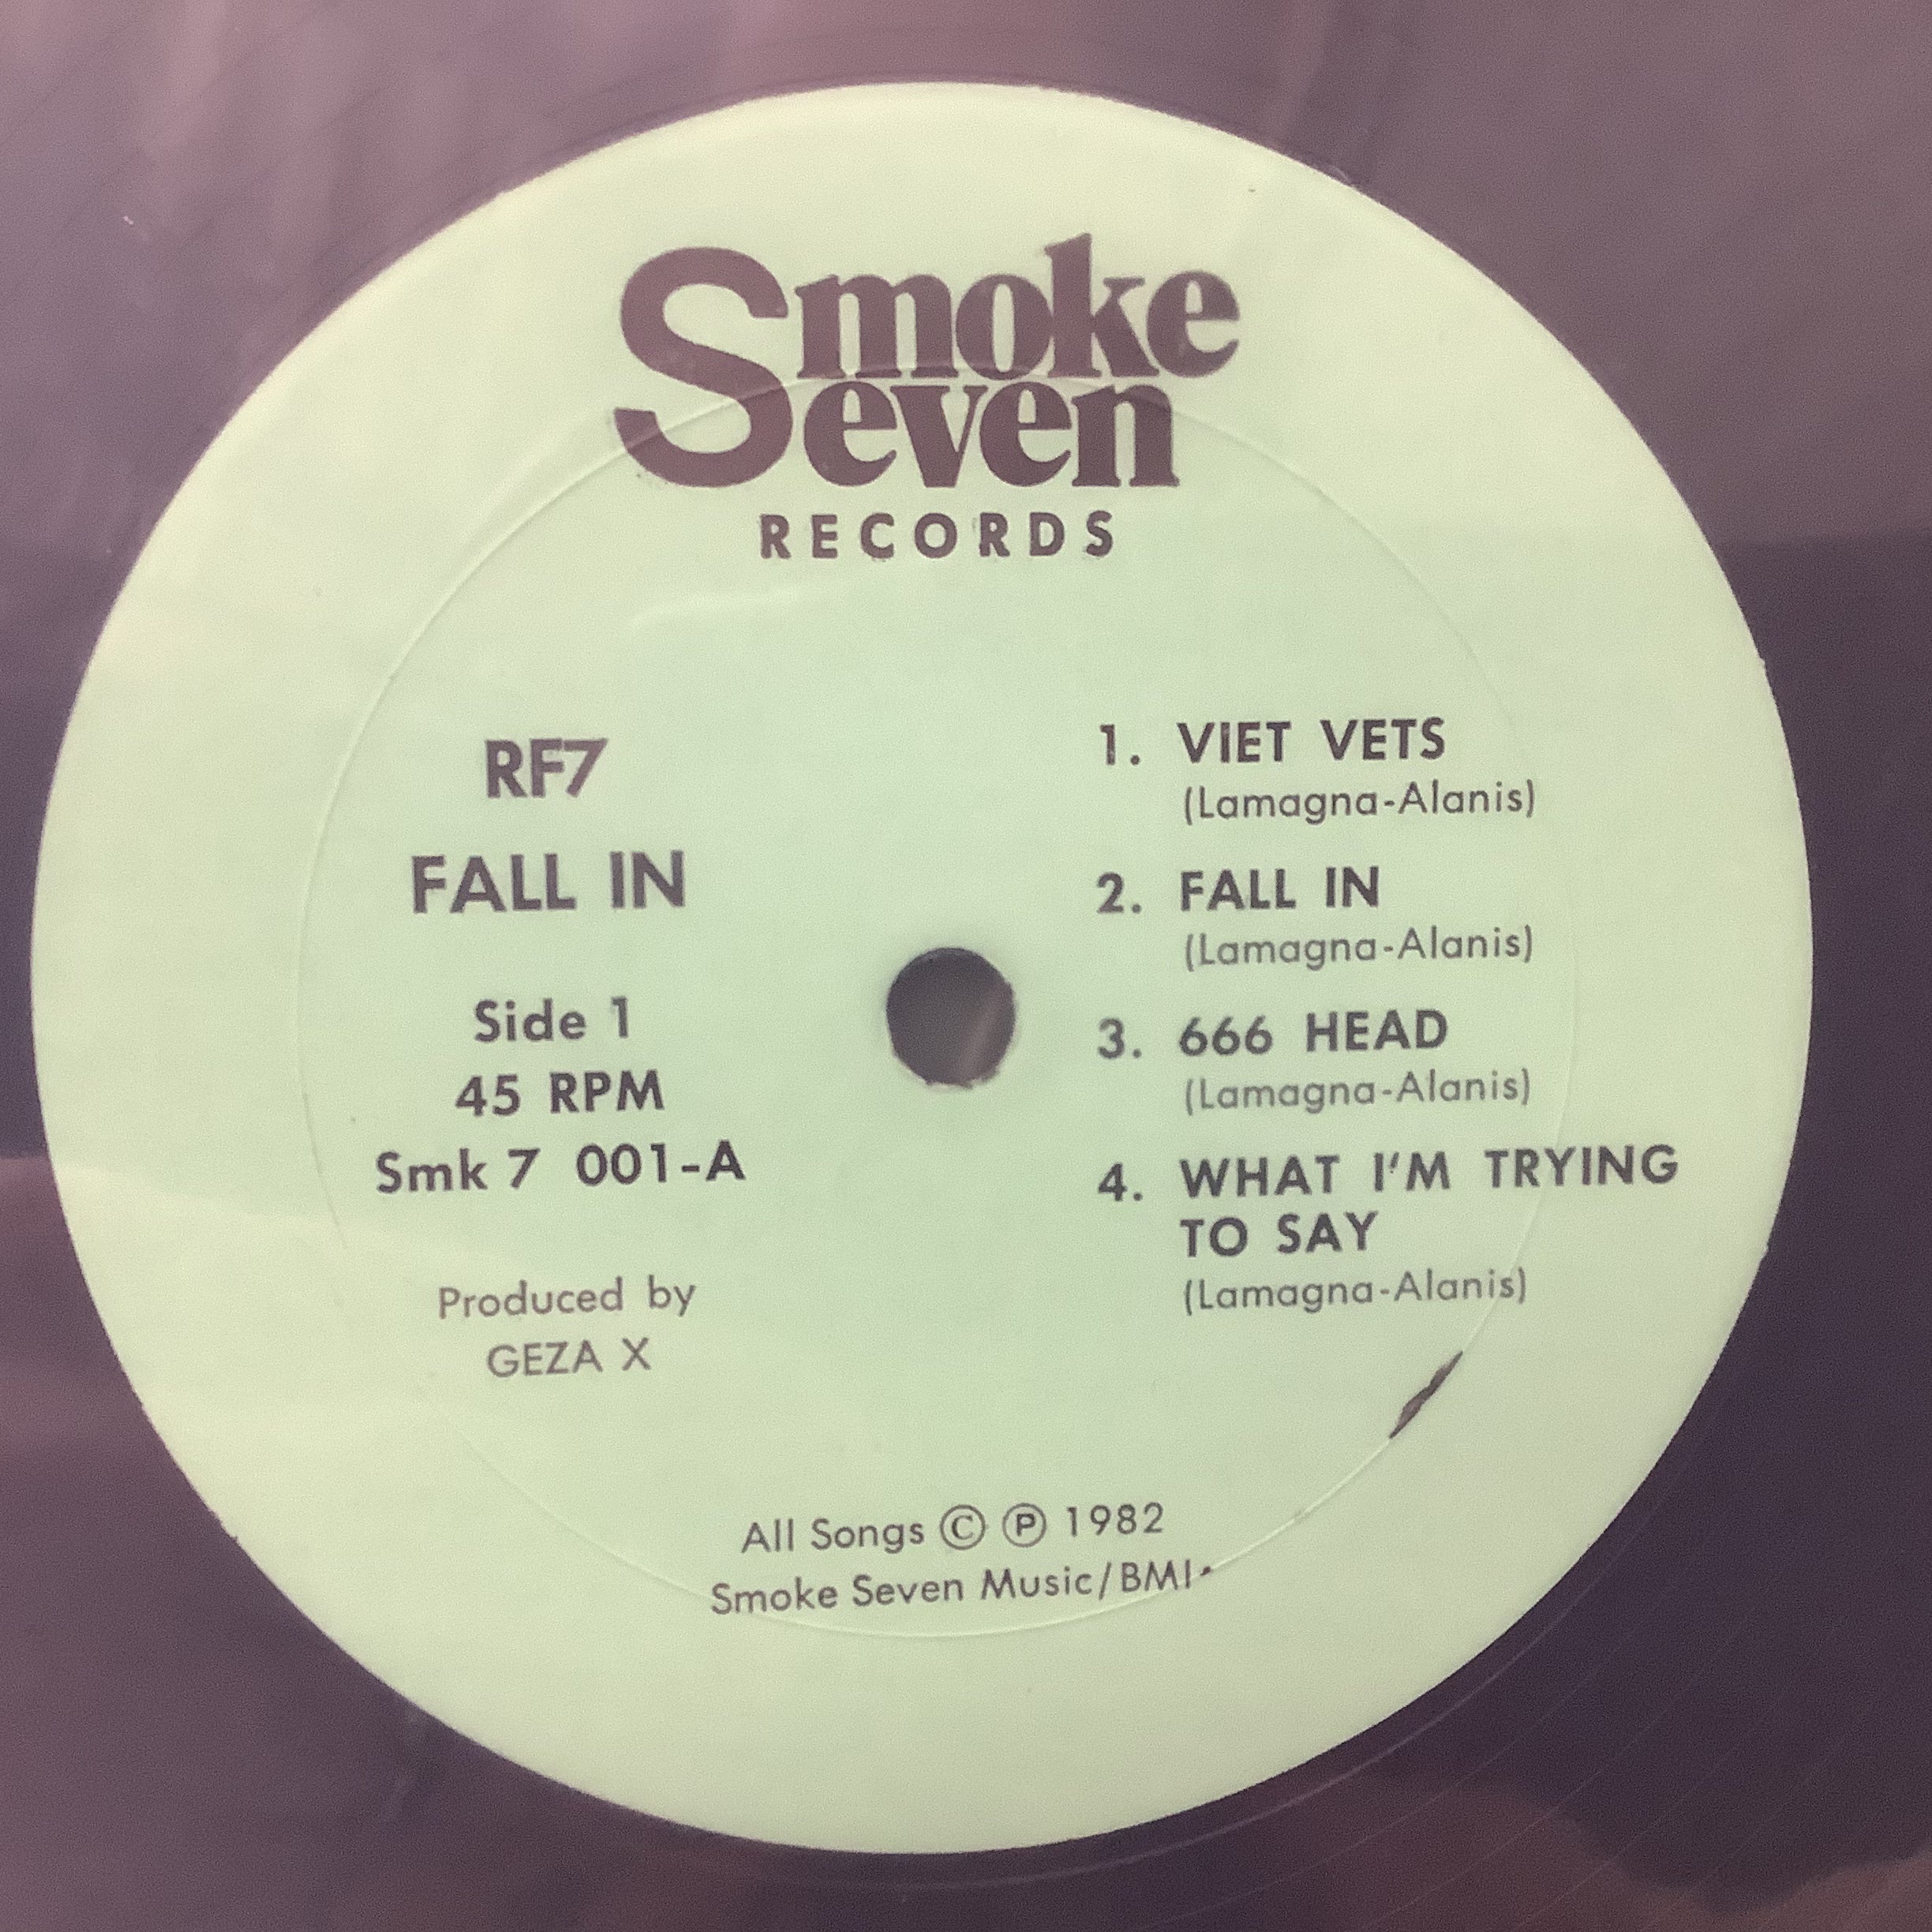 Smoke
Seven
RECORDS
RF7
FALL IN
Side 1
45 RPM
Smk 7 001-A
Produced by
GEZA X
1. VIET VETS
(Lamagna-Alanis)
2. FALL IN
(Lamagna-Alanis)
3. 666 HEAD
(Lamagna-Alanis)
4. WHAT I'M TRYING
TO SAY
(Lamagna-Alanis)
All Songs © ℗ 1982
Smoke Seven Music/BMI